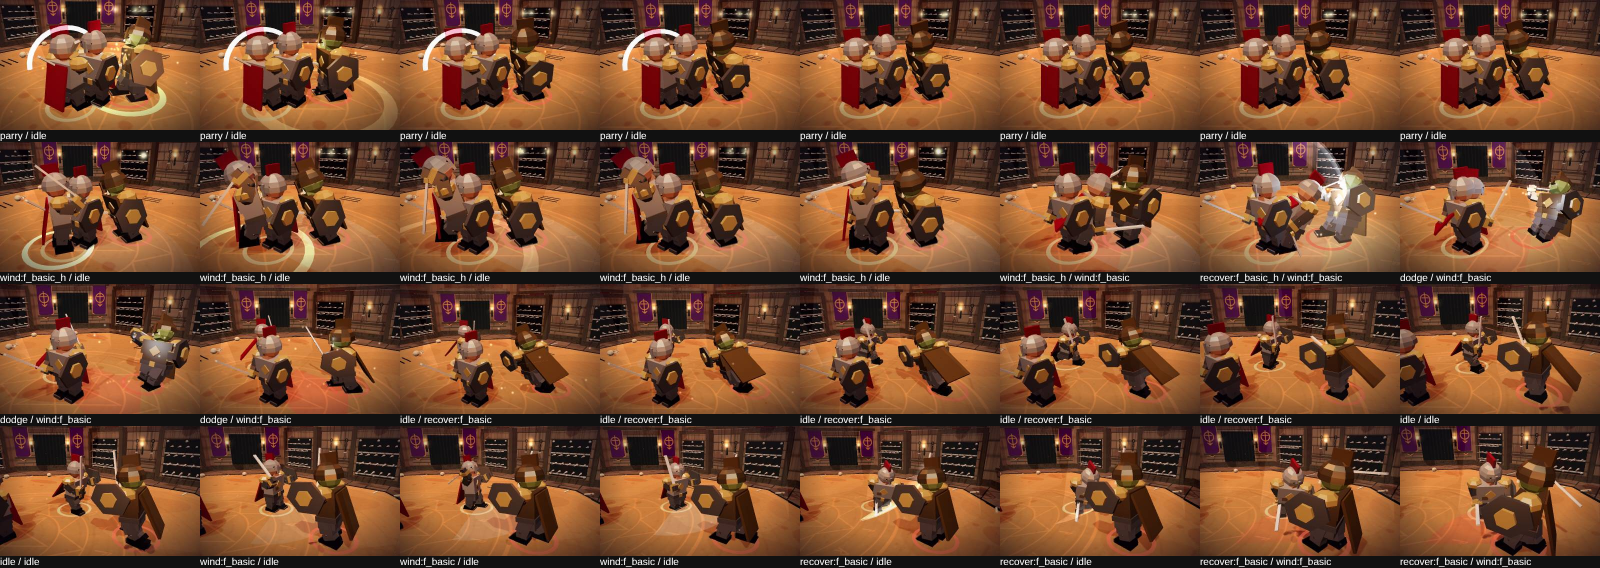 parry / idle
parry / idle
parry / idle
parry / idle
parry / idle
parry / idle
parry / idle
parry / idle
wind:f_basic_h / idle
wind:f_basic_h / idle
wind:f_basic_h / idle
wind:f_basic_h / idle
wind:f_basic_h / idle
wind:f_basic_h / wind:f_basic
recover:f_basic_h / wind:f_basic
dodge / wind:f_basic
dodge / wind:f_basic
dodge / wind:f_basic
idle / recover:f_basic
idle / recover:f_basic
idle / recover:f_basic
idle / recover:f_basic
idle / recover:f_basic
idle / idle
idle / idle
wind:f_basic / idle
wind:f_basic / idle
wind:f_basic / idle
recover:f_basic / idle
recover:f_basic / idle
recover:f_basic / wind:f_basic
recover:f_basic / wind:f_basic